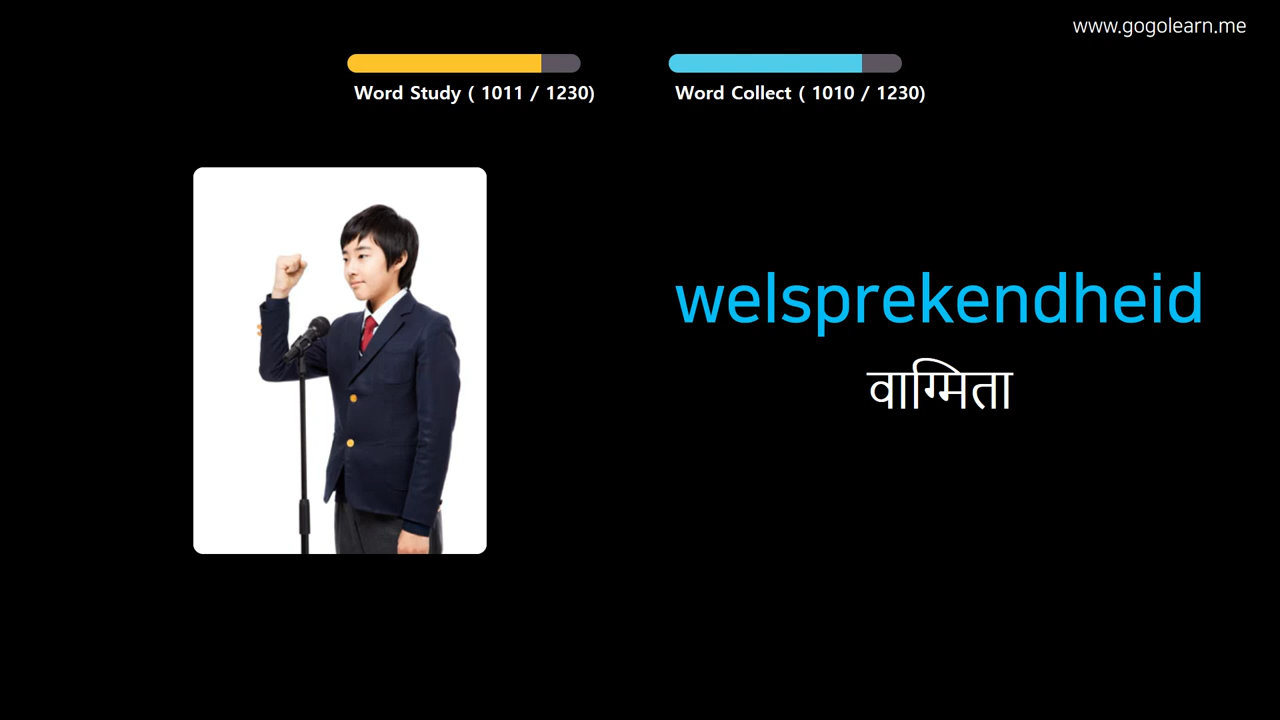 www.gogolearn.me
Word Study ( 1011 / 1230)
Word Collect ( 1010 / 1230)
welsprekendheid
वाग्मिता